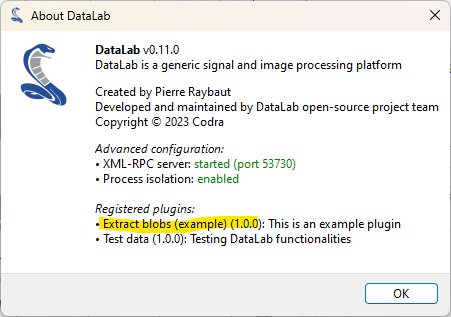 About DataLab
DataLab v0.11.0
DataLab is a generic signal and image processing platform
Created by Pierre Raybaut
Developed and maintained by DataLab open-source project team
Copyright © 2023 Codra
Advanced configuration:
• XML-RPC server: started (port 53730)
• Process isolation: enabled
Registered plugins:
• Extract blobs (example) (1.0.0): This is an example plugin
• Test data (1.0.0): Testing DataLab functionalities
OK